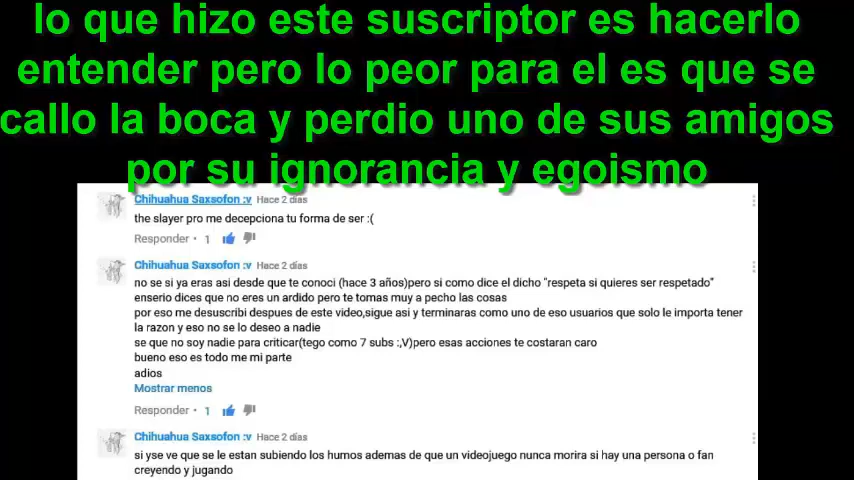 lo que hizo este suscriptor es hacerlo
entender pero lo peor para el es que se
callo la boca y perdio uno de sus amigos
por su ignorancia y egoismo
Chihuahua Saxsofon :v Hace 2 días
the slayer pro me decepciona tu forma de ser :(
Responder • 1
Chihuahua Saxsofon :v Hace 2 días
no se si ya eras asi desde que te conoci (hace 3 años)pero si como dice el dicho "respeta si quieres ser respetado"
enserio dices que no eres un ardido pero te tomas muy a pecho las cosas
por eso me desuscribi despues de este video,sigue asi y terminaras como uno de eso usuarios que solo le importa tener
la razon y eso no se lo deseo a nadie
se que no soy nadie para criticar(tego como 7 subs :,V)pero esas acciones te costaran caro
bueno eso es todo me mi parte
adios
Mostrar menos
Responder • 1
Chihuahua Saxsofon :v Hace 2 días
si yse ve que se le estan subiendo los humos ademas de que un videojuego nunca morira si hay una persona o fan
creyendo y jugando